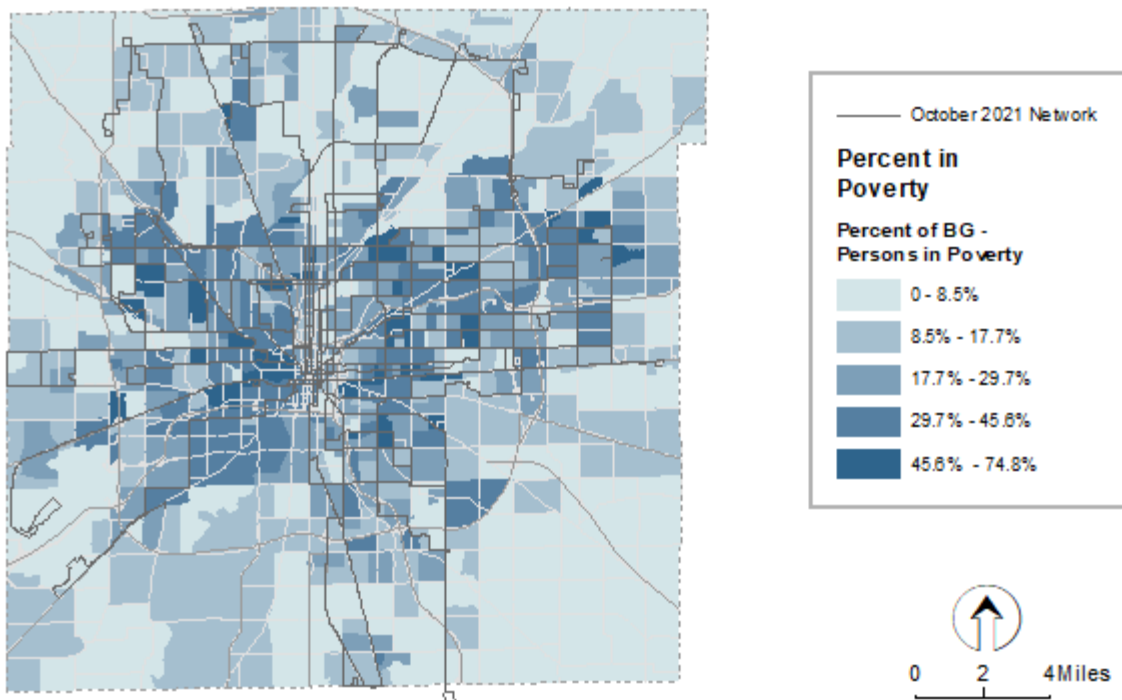 October 2021 Network
Percent in
Poverty
Percent of BG -
Persons in Poverty
0 - 8.5%
8.5% - 17.7%
17.7% - 29.7%
29.7% - 45.6%
45.6% - 74.8%
0 2 4 Miles